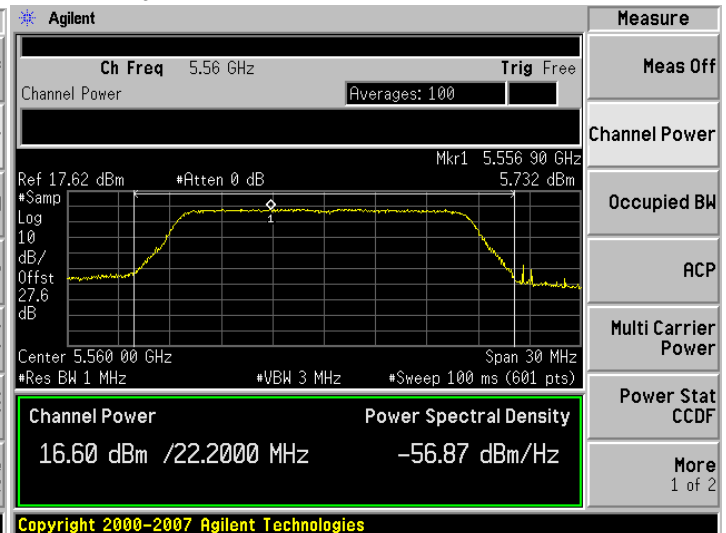 Agilent
Measure
Ch Freq 5.56 GHz
Trig Free
Channel Power
Averages: 100
Mkr1 5.556 90 GHz
Ref 17.62 dBm
#Atten 0 dB
5.732 dBm
#Samp
Log
10
dB/
Offst
27.6
dB
1
Center 5.560 00 GHz
Span 30 MHz
#Res BW 1 MHz
#VBW 3 MHz
#Sweep 100 ms (601 pts)
Channel Power
Power Spectral Density
16.60 dBm /22.2000 MHz
-56.87 dBm/Hz
Copyright 2000-2007 Agilent Technologies
Meas Off
Channel Power
Occupied BW
ACP
Multi Carrier
Power
Power Stat
CCDF
More
1 of 2